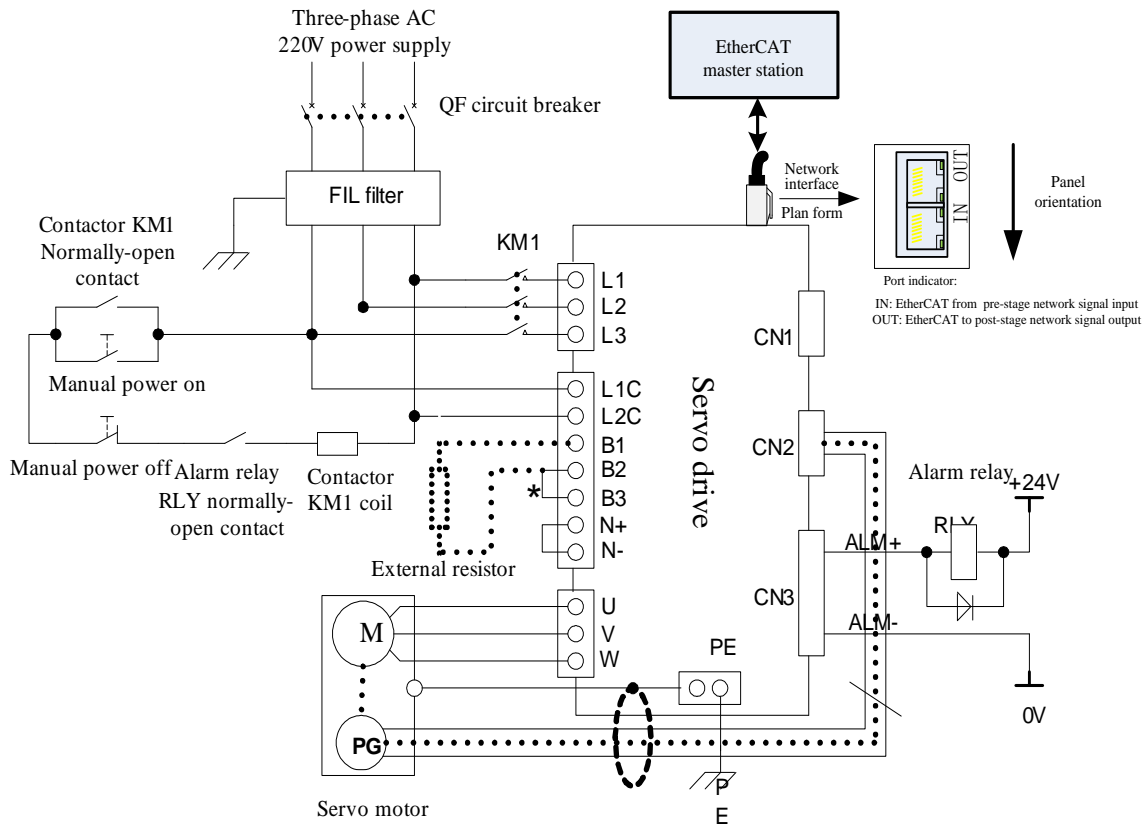 Three-phase AC
220V power supply
QF circuit breaker
FIL filter
EtherCAT
master station
Network
interface
Plan form
OUT
IN
Panel
orientation
Port indicator:
IN: EtherCAT from pre-stage network signal input
OUT: EtherCAT to post-stage network signal output
Contactor KM1
Normally-open
contact
Manual power on
Manual power off
Alarm relay
RLY normally-
open contact
Contactor
KM1 coil
KM1
L1
L2
L3
L1C
L2C
B1
B2
*
B3
N+
N-
External resistor
U
V
W
Servo drive
CN1
CN2
CN3
Alarm relay
+24V
RLY
ALM+
ALM-
0V
M
PG
Servo motor
PE
P
E